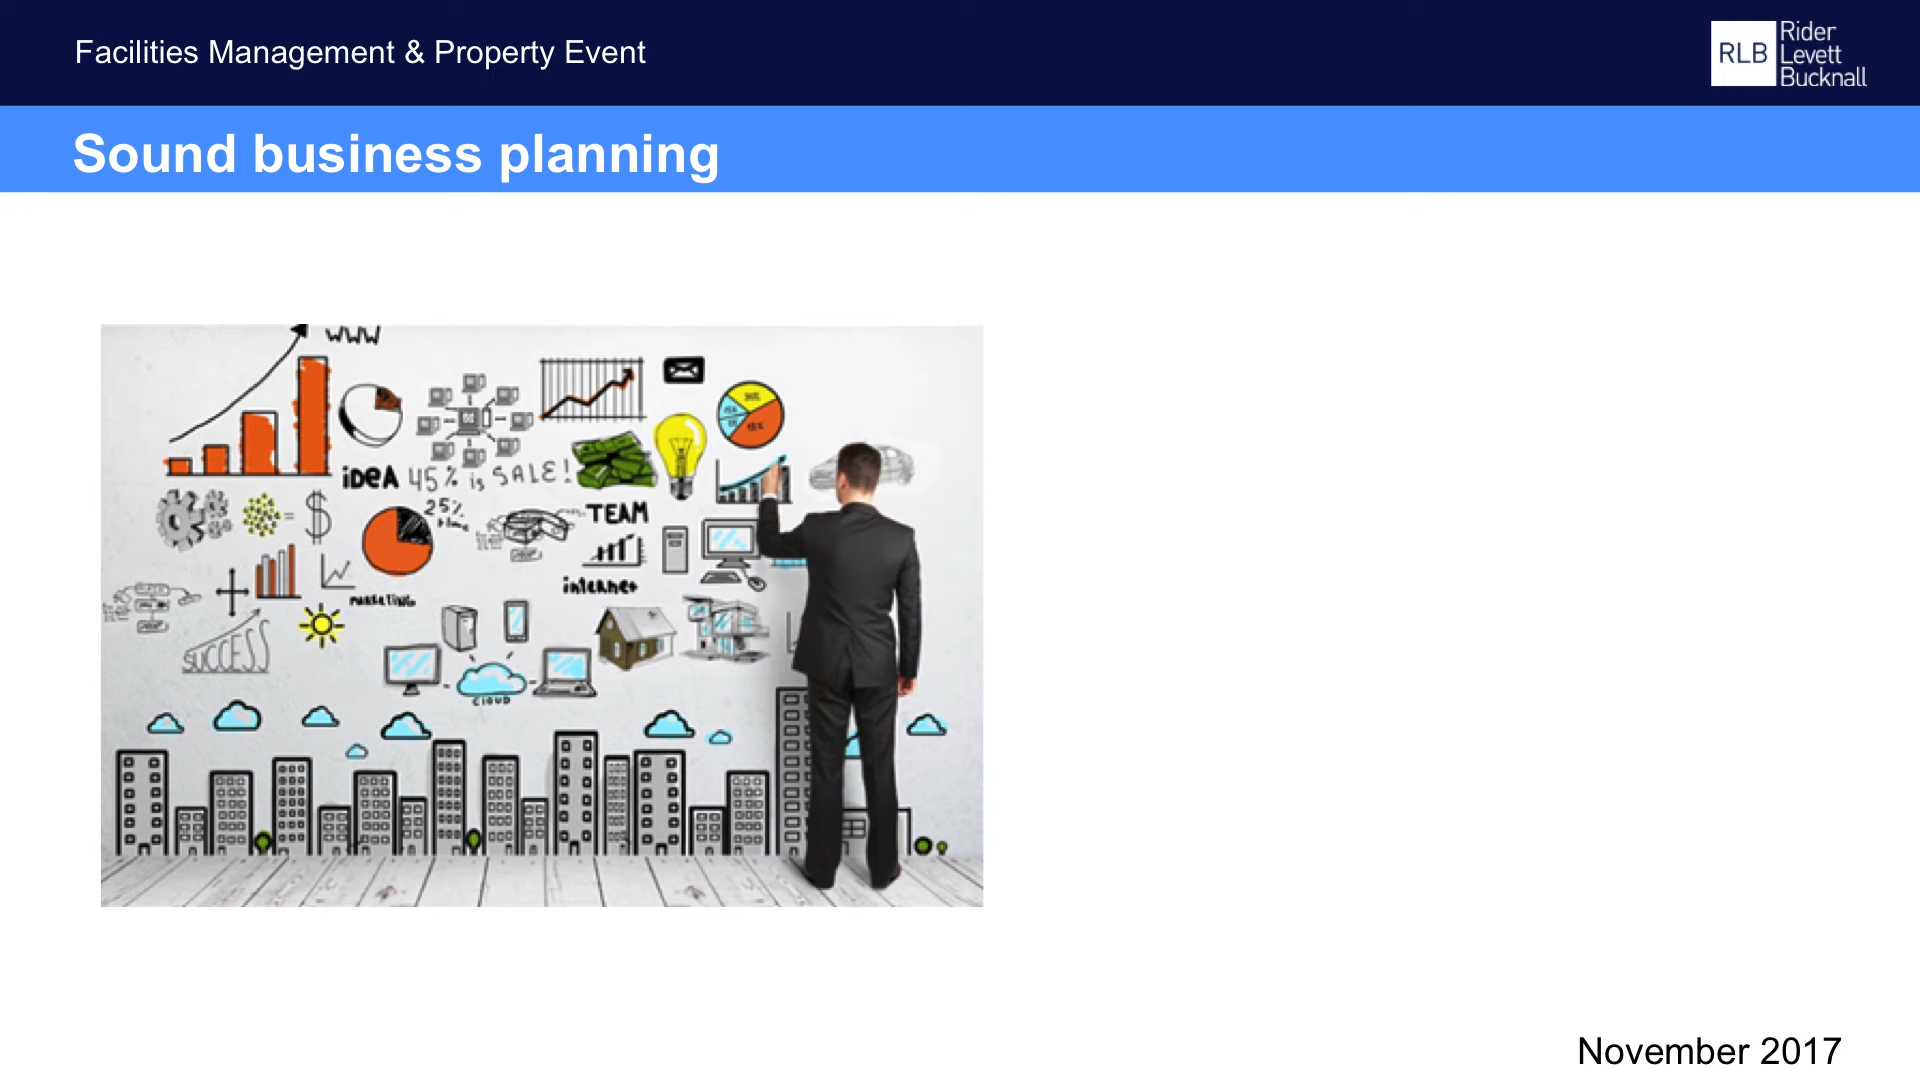 Facilities Management & Property Event
RLB
Rider
Levett
Bucknall
Sound business planning
www
iDeA 45% is SALE!
25%
TEAM
internet
MARKETING
SUCCESS
CLOUD
November 2017